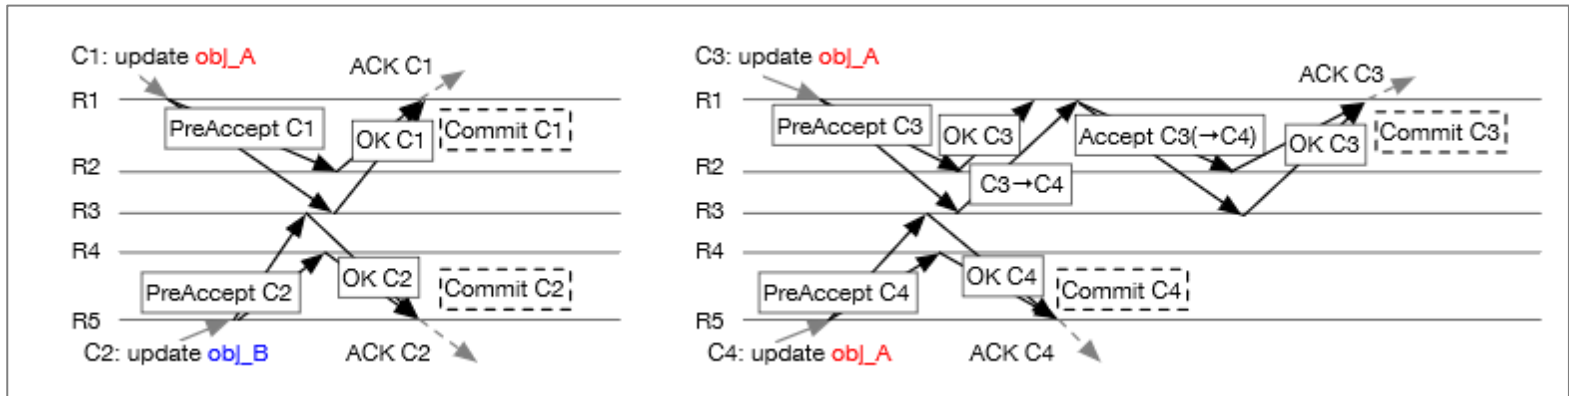 C1: update obj_A
ACK C1
R1
PreAccept C1
OK C1
Commit C1
R2
R3
R4
PreAccept C2
OK C2
Commit C2
R5
C2: update obj_B
ACK C2
C3: update obj_A
ACK C3
R1
PreAccept C3
OK C3
Accept C3(→C4)
OK C3
Commit C3
R2
C3→C4
R3
R4
PreAccept C4
OK C4
Commit C4
R5
C4: update obj_A
ACK C4